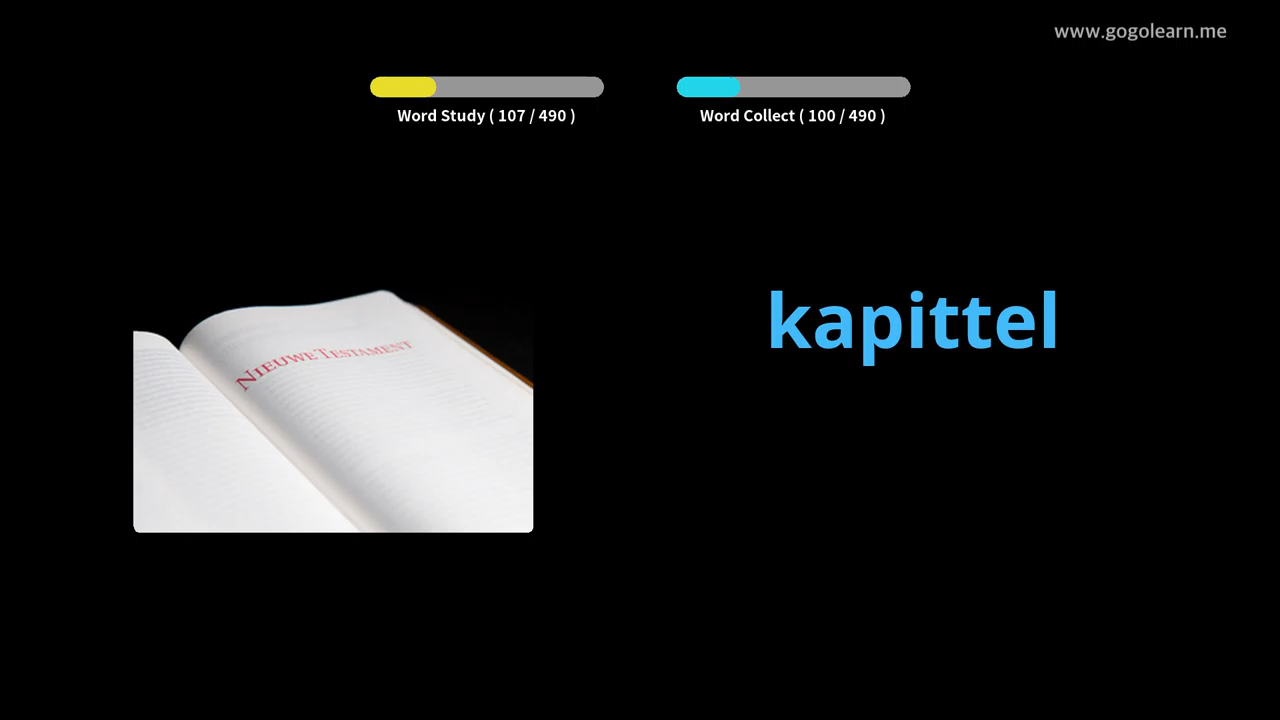 www.gogolearn.me
Word Study ( 107 / 490 )
Word Collect ( 100 / 490 )
kapittel
NIEUWE TESTAMENT